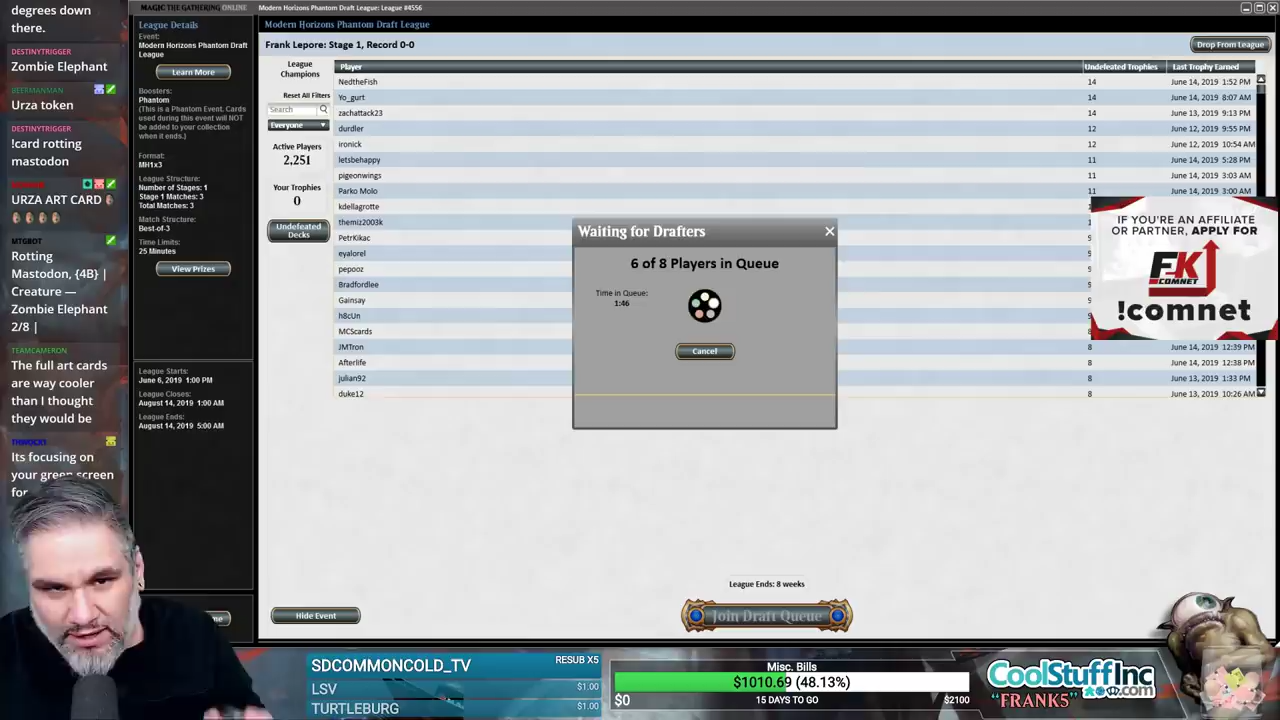 degrees down
there.
DESTINYTRIGGER
Zombie Elephant
BEERMANMAN
Urza token
DESTINYTRIGGER
!card rotting
mastodon
URZA ART CARD
MTGBOT
Rotting
Mastodon, {4B} |
Creature —
Zombie Elephant
2/8 |
TEAMCAMERON
The full art cards
are way cooler
than I thought
they would be
Its focusing on
your green screen
for
MAGIC THE GATHERING ONLINE
Modern Horizons Phantom Draft League: League #4556
League Details
Event:
Modern Horizons Phantom Draft
League
Learn More
Boosters:
Phantom
(This is a Phantom Event. Cards
used during this event will NOT
be added to your collection
when it ends.)
Format:
MH1x3
League Structure:
Number of Stages: 1
Stage 1 Matches: 3
Total Matches: 3
Match Structure:
Best-of-3
Time Limits:
25 Minutes
View Prizes
League Starts:
June 6, 2019 1:00 PM
League Closes:
August 14, 2019 1:00 AM
League Ends:
August 14, 2019 5:00 AM
Modern Horizons Phantom Draft League
Frank Lepore: Stage 1, Record 0-0
Drop From League
League
Champions
Reset All Filters
Search
Everyone
Active Players
2,251
Your Trophies
0
Undefeated
Decks
Player Undefeated Trophies Last Trophy Earned
NedtheFish 14 June 14, 2019 1:52 PM
Yo_gurt 14 June 14, 2019 8:07 AM
zachattack23 14 June 13, 2019 9:13 PM
durdler 12 June 12, 2019 9:55 PM
ironick 12 June 12, 2019 10:54 AM
letsbehappy 11 June 14, 2019 5:28 PM
pigeonwings 11 June 14, 2019 3:03 AM
Parko Molo 11 June 14, 2019 3:00 AM
kdellagrotte
themiz2003k
PetrKikac
eyalorel
pepooz
Bradfordlee
Gainsay
h8cUn
MCScards
JMTron 8 June 14, 2019 12:39 PM
Afterlife 8 June 14, 2019 12:38 PM
julian92 8 June 13, 2019 1:33 PM
duke12 8 June 13, 2019 10:26 AM
Waiting for Drafters
6 of 8 Players in Queue
Time in Queue:
1:46
Cancel
IF YOU'RE AN AFFILIATE
OR PARTNER, APPLY FOR
COMNET
!comnet
League Ends: 8 weeks
Hide Event
Join Draft Queue
SDCOMMONCOLD_TV RESUB X5
LSV $1.00
TURTLEBURG $1.00
Misc. Bills
$1010.69 (48.13%)
$0 15 DAYS TO GO $2100
CoolStuffInc
.com
"FRANK5"